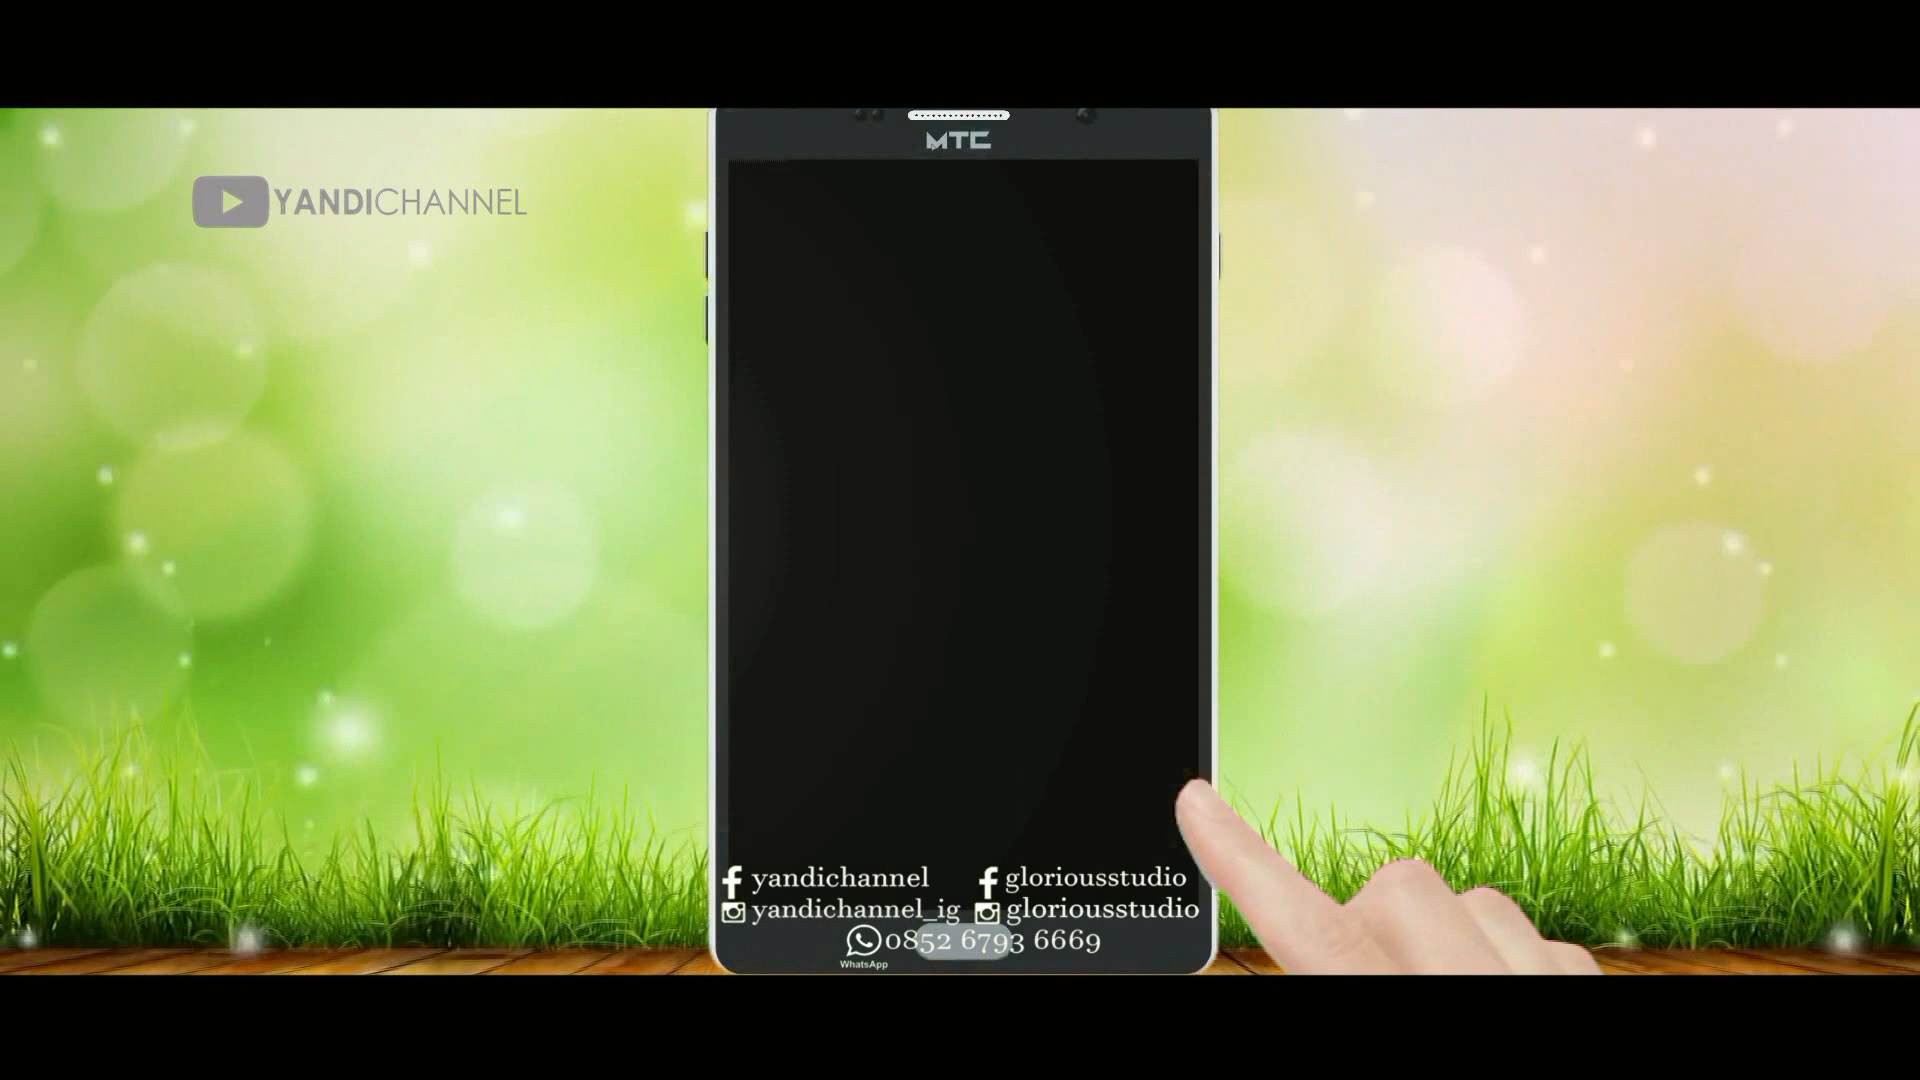 MTC
YANDICHANNEL
yandichannel gloriousstudio
yandichannel_ig gloriousstudio
0852 6793 6669
WhatsApp